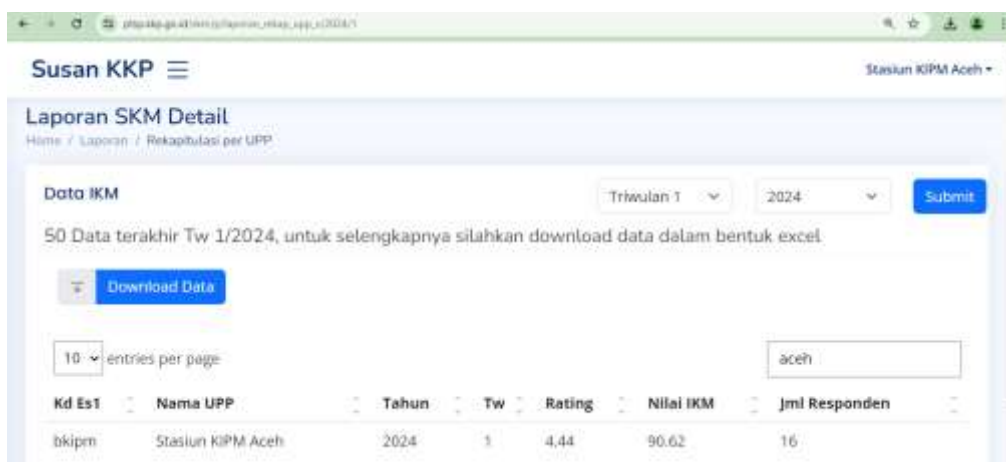 Susan KKP
Stasiun KIPM Aceh
Laporan SKM Detail
Home / Laporan / Rekapitulasi per UPP
Data IKM
Triwulan 1
2024
Submit
50 Data terakhir Tw 1/2024, untuk selengkapnya silahkan download data dalam bentuk excel
Download Data
10 entries per page
aceh
Kd Es1 Nama UPP Tahun Tw Rating Nilai IKM Jml Responden
bkipm Stasiun KIPM Aceh 2024 1 4.44 90.62 16